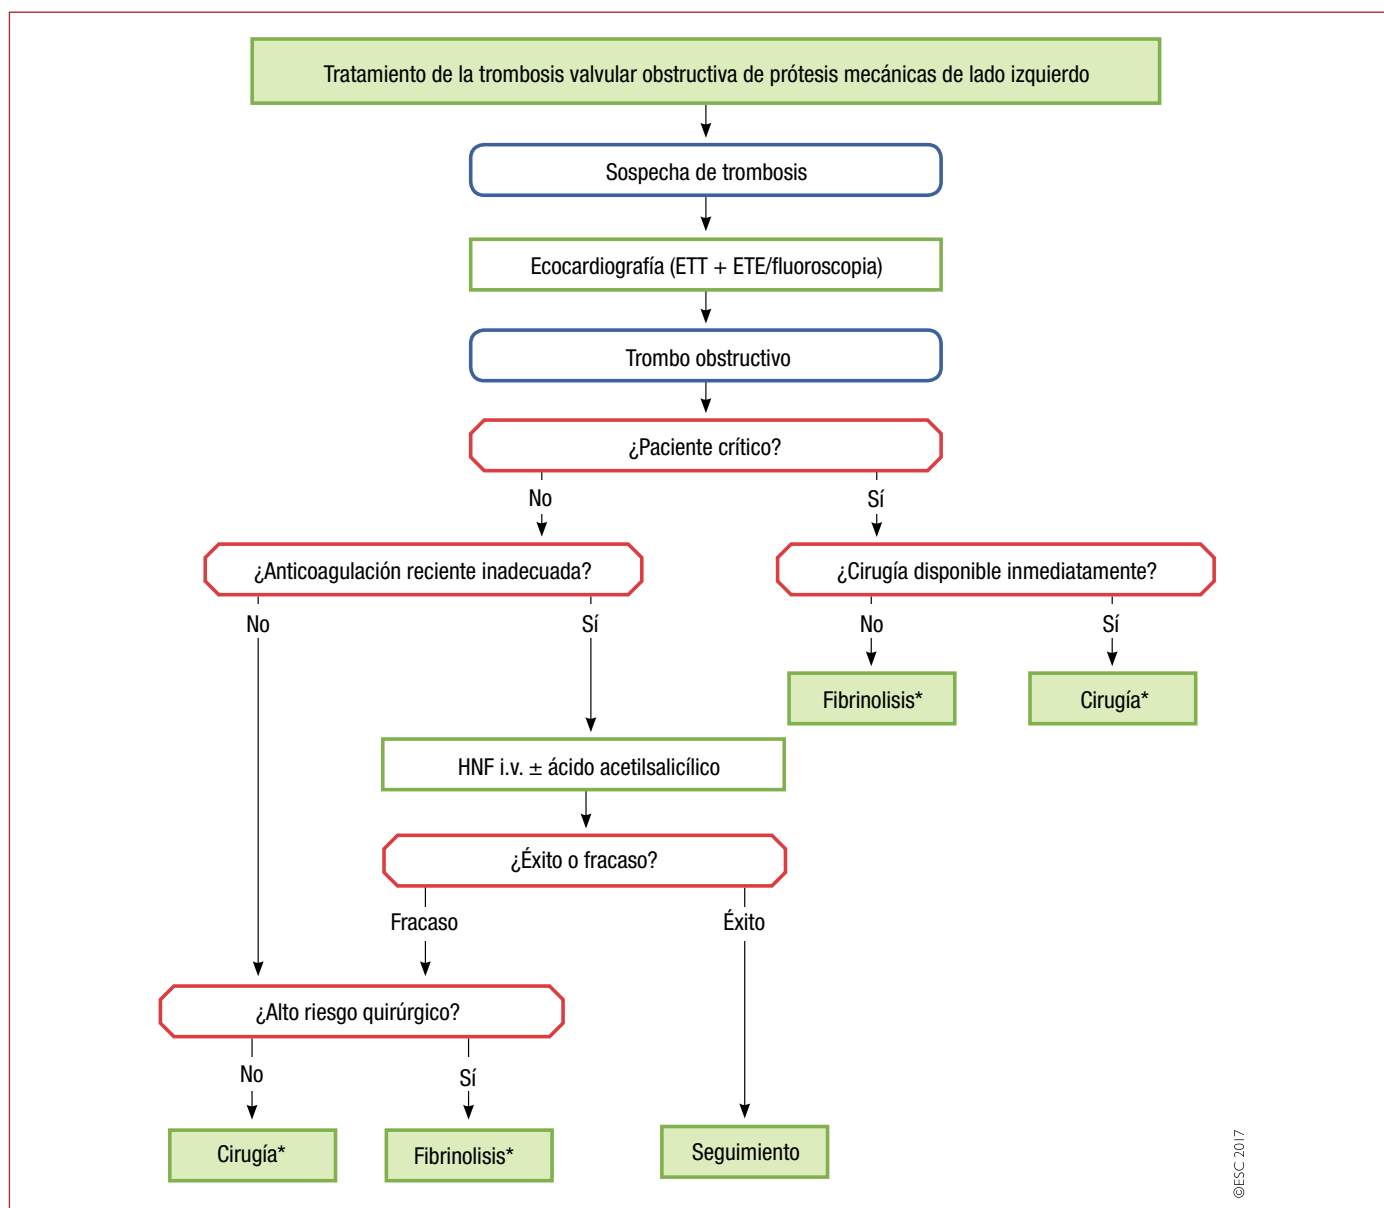 Tratamiento de la trombosis valvular obstructiva de prótesis mecánicas de lado izquierdo
Sospecha de trombosis
Ecocardiografía (ETT + ETE/fluoroscopia)
Trombo obstructivo
¿Paciente crítico?
No
Sí
¿Anticoagulación reciente inadecuada?
¿Cirugía disponible inmediatamente?
No
Sí
No
Sí
Fibrinolisis*
Cirugía*
HNF i.v. ± ácido acetilsalicílico
¿Éxito o fracaso?
Fracaso
Éxito
¿Alto riesgo quirúrgico?
No
Sí
Cirugía*
Fibrinolisis*
Seguimiento
©ESC 2017